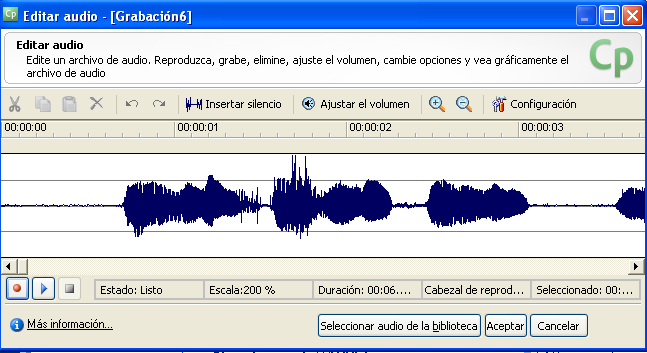 Cp Editar audio - [Grabación6]
Editar audio
Edite un archivo de audio. Reproduzca, grabe, elimine, ajuste el volumen, cambie opciones y vea gráficamente el
archivo de audio
Cp
Insertar silencio Ajustar el volumen Configuración
00:00:00 00:00:01 00:00:02 00:00:03
Estado: Listo Escala:200 % Duración: 00:06.... Cabezal de reprod... Seleccionado: 00:...
Más información...
Seleccionar audio de la biblioteca Aceptar Cancelar